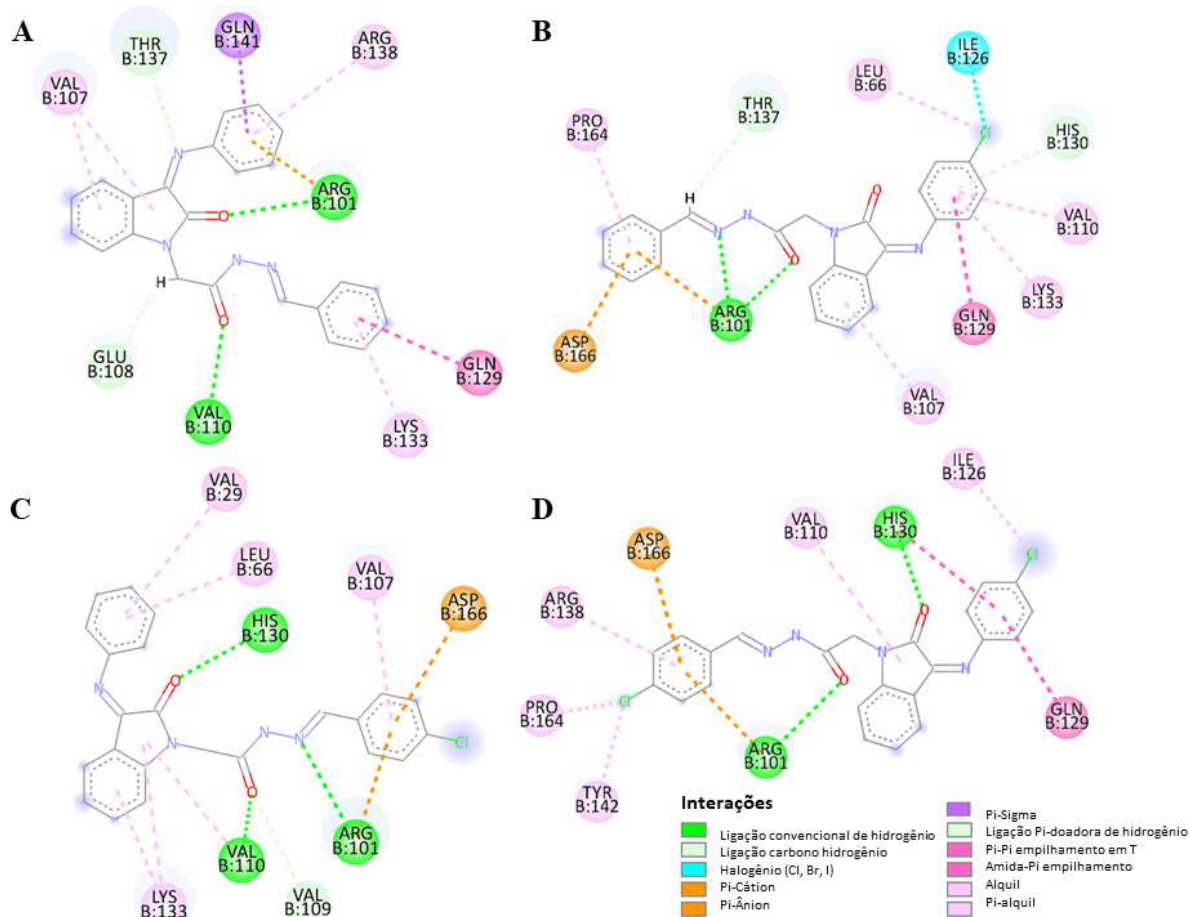 A
GLN
B:141
THR
B:137
ARG
B:138
VAL
B:107
N
ARG
B:101
O
N
H
N
N
O
GLU
B:108
VAL
B:110
GLN
B:129
LYS
B:133
B
ILE
B:126
LEU
B:66
THR
B:137
PRO
B:164
Cl
HIS
B:130
H
O
N
N
N
N
O
VAL
B:110
LYS
B:133
ARG
B:101
GLN
B:129
ASP
B:166
VAL
B:107
C
VAL
B:29
LEU
B:66
VAL
B:107
HIS
B:130
ASP
B:166
O
N
N
N
N
Cl
O
ARG
B:101
VAL
B:110
LYS
B:133
VAL
B:109
D
ILE
B:126
VAL
B:110
HIS
B:130
ASP
B:166
Cl
ARG
B:138
O
N
N
N
N
O
Cl
PRO
B:164
GLN
B:129
ARG
B:101
TYR
B:142
Interações
Ligação convencional de hidrogênio
Ligação carbono hidrogênio
Halogênio (Cl, Br, I)
Pi-Cátion
Pi-Ânion
Pi-Sigma
Ligação Pi-doadora de hidrogênio
Pi-Pi empilhamento em T
Amida-Pi empilhamento
Alquil
Pi-alquil